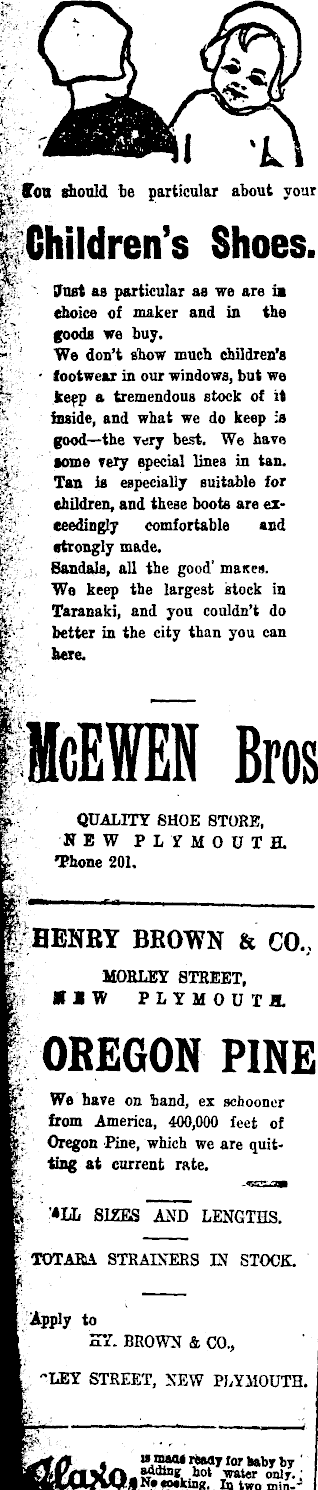 You should be particular about your
Children's Shoes.
Just as particular as we are in
choice of maker and in the
goods we buy.
We don't show much children's
footwear in our windows, but we
keep a tremendous stock of it
inside, and what we do keep is
good—the very best. We have
some very special lines in tan.
Tan is especially suitable for
children, and these boots are ex-
ceedingly comfortable and
strongly made.
Sandals, all the good makes.
We keep the largest stock in
Taranaki, and you couldn't do
better in the city than you can
here.
McEWEN Bros
QUALITY SHOE STORE,
NEW PLYMOUTH.
'Phone 201.
HENRY BROWN & CO.,
MORLEY STREET,
NEW PLYMOUTH.
OREGON PINE
We have on hand, ex schooner
from America, 400,000 feet of
Oregon Pine, which we are quit-
ting at current rate.
ALL SIZES AND LENGTHS.
TOTARA STRAINERS IN STOCK.
Apply to
HY. BROWN & CO.,
LEY STREET, NEW PLYMOUTH.
Glaxo, is made ready for baby by
adding hot water only.
No cooking. In two min-